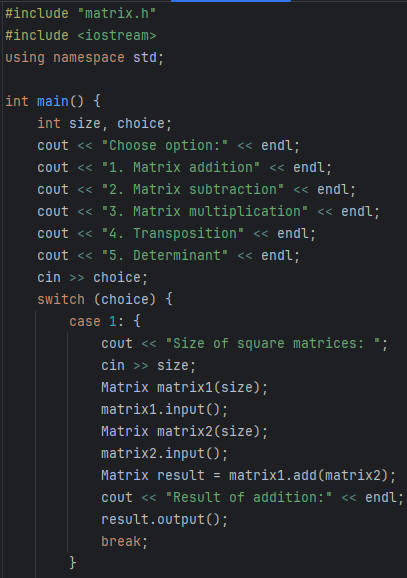 #include "matrix.h"
#include <iostream>
using namespace std;
int main() {
int size, choice;
cout << "Choose option:" << endl;
cout << "1. Matrix addition" << endl;
cout << "2. Matrix subtraction" << endl;
cout << "3. Matrix multiplication" << endl;
cout << "4. Transposition" << endl;
cout << "5. Determinant" << endl;
cin >> choice;
switch (choice) {
case 1: {
cout << "Size of square matrices: ";
cin >> size;
Matrix matrix1(size);
matrix1.input();
Matrix matrix2(size);
matrix2.input();
Matrix result = matrix1.add(matrix2);
cout << "Result of addition:" << endl;
result.output();
break;
}